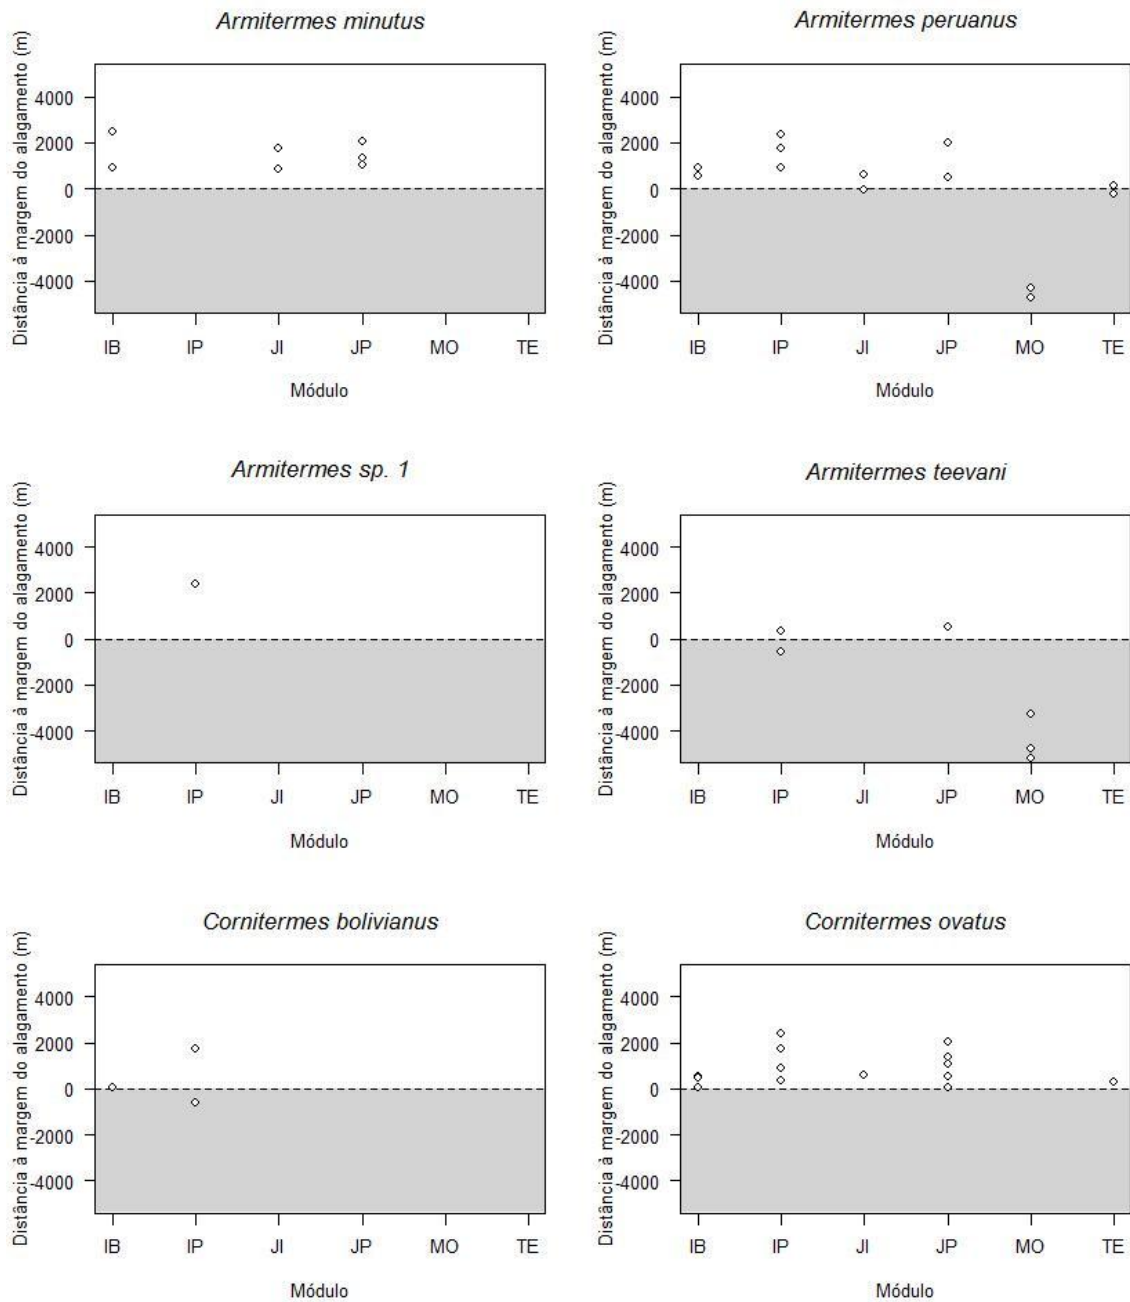 Armitermes minutus
Distância à margem do alagamento (m)
4000
2000
0
-2000
-4000
IB IP JI JP MO TE
Módulo
Armitermes peruanus
Distância à margem do alagamento (m)
4000
2000
0
-2000
-4000
IB IP JI JP MO TE
Módulo
Armitermes sp. 1
Distância à margem do alagamento (m)
4000
2000
0
-2000
-4000
IB IP JI JP MO TE
Módulo
Armitermes teevani
Distância à margem do alagamento (m)
4000
2000
0
-2000
-4000
IB IP JI JP MO TE
Módulo
Cornitermes bolivianus
Distância à margem do alagamento (m)
4000
2000
0
-2000
-4000
IB IP JI JP MO TE
Módulo
Cornitermes ovatus
Distância à margem do alagamento (m)
4000
2000
0
-2000
-4000
IB IP JI JP MO TE
Módulo